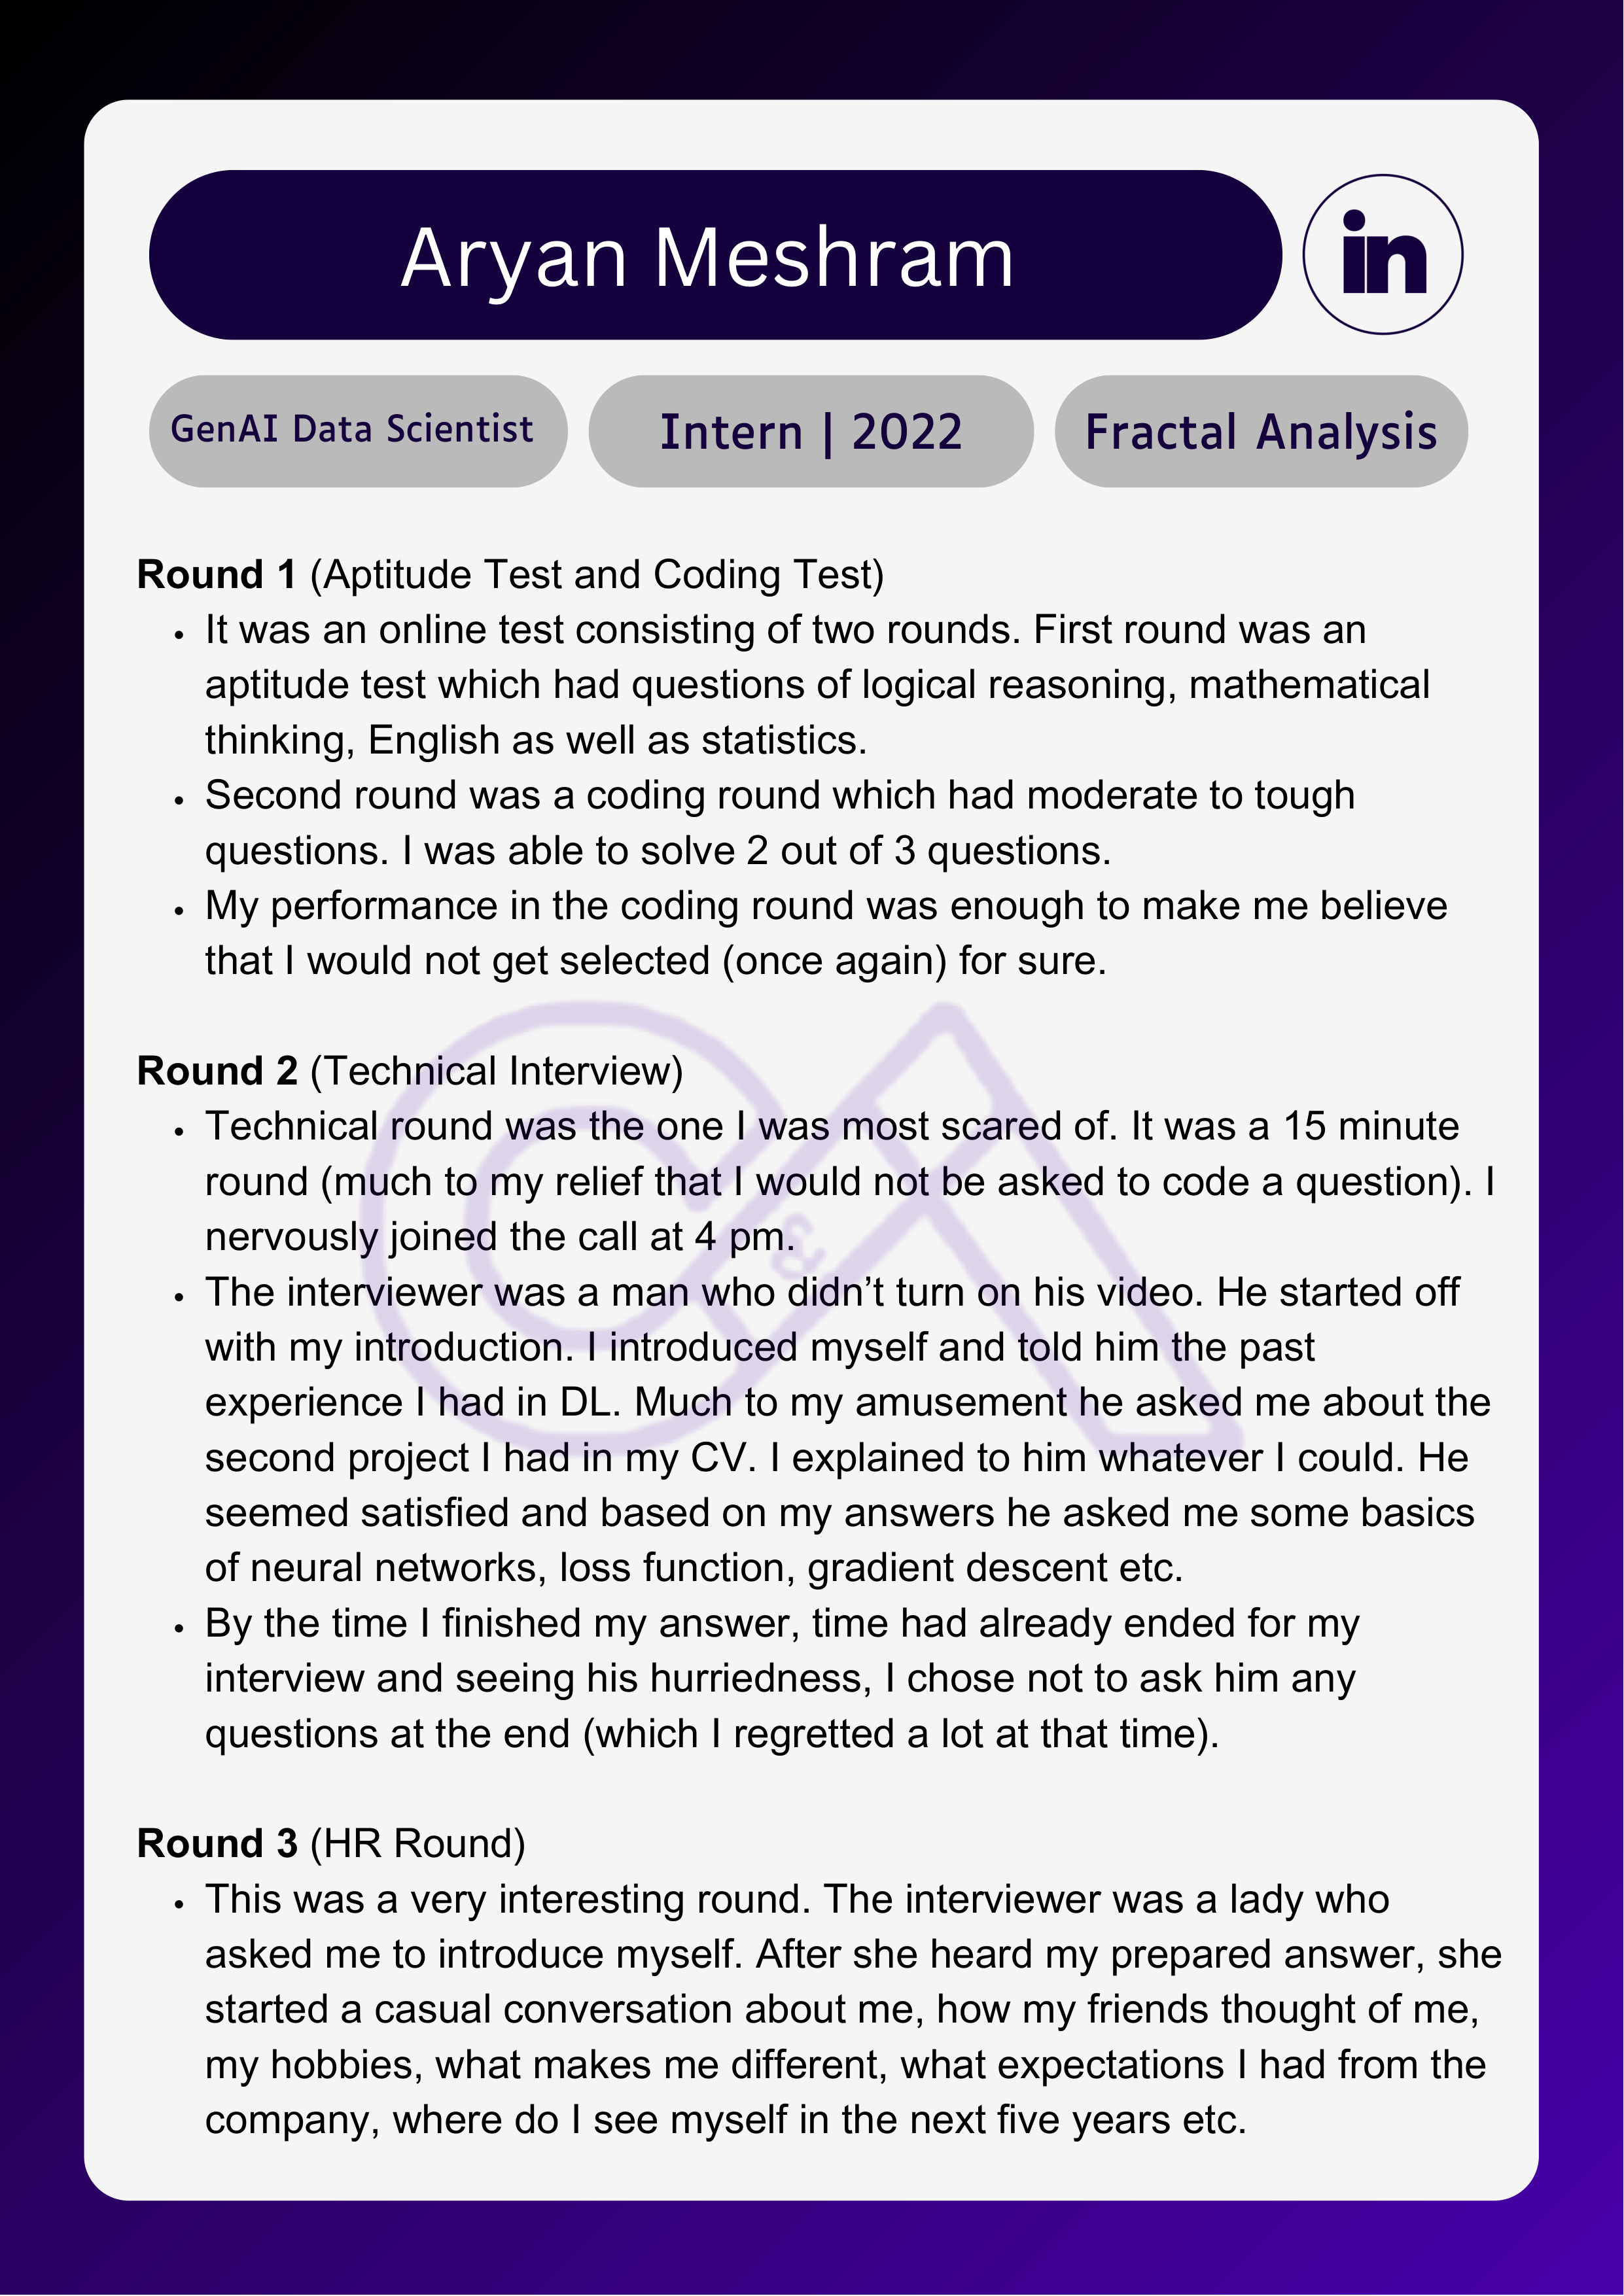 Aryan Meshram
in
GenAI Data Scientist
Intern | 2022
Fractal Analysis
Round 1 (Aptitude Test and Coding Test)
• It was an online test consisting of two rounds. First round was an
aptitude test which had questions of logical reasoning, mathematical
thinking, English as well as statistics.
• Second round was a coding round which had moderate to tough
questions. I was able to solve 2 out of 3 questions.
• My performance in the coding round was enough to make me believe
that I would not get selected (once again) for sure.
Round 2 (Technical Interview)
• Technical round was the one I was most scared of. It was a 15 minute
round (much to my relief that I would not be asked to code a question). I
nervously joined the call at 4 pm.
• The interviewer was a man who didn’t turn on his video. He started off
with my introduction. I introduced myself and told him the past
experience I had in DL. Much to my amusement he asked me about the
second project I had in my CV. I explained to him whatever I could. He
seemed satisfied and based on my answers he asked me some basics
of neural networks, loss function, gradient descent etc.
• By the time I finished my answer, time had already ended for my
interview and seeing his hurriedness, I chose not to ask him any
questions at the end (which I regretted a lot at that time).
Round 3 (HR Round)
• This was a very interesting round. The interviewer was a lady who
asked me to introduce myself. After she heard my prepared answer, she
started a casual conversation about me, how my friends thought of me,
my hobbies, what makes me different, what expectations I had from the
company, where do I see myself in the next five years etc.
C&A